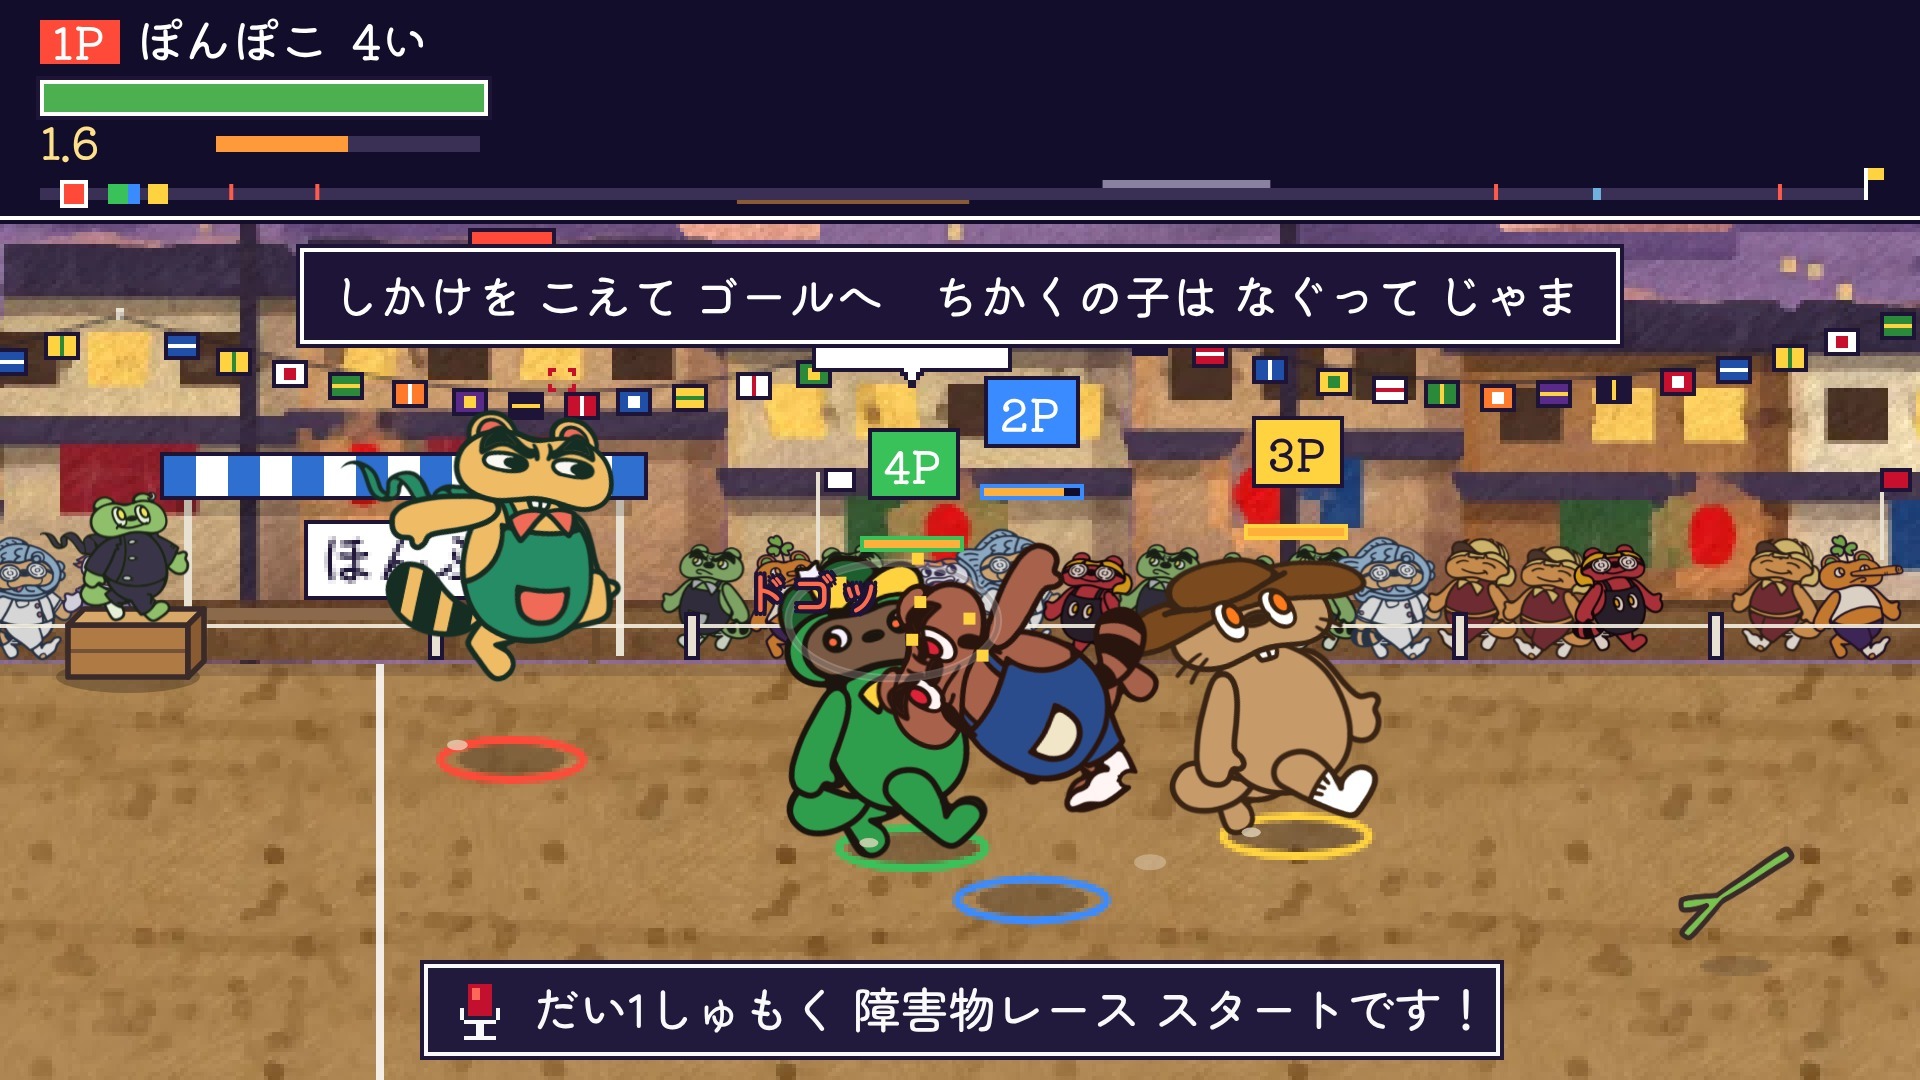 1P ぽんぽこ 4い
1.6
しかけを こえて ゴールへ ちかくの子は なぐって じゃま
2P
4P
3P
ドゴッ
だい1しゅもく 障害物レース スタートです！